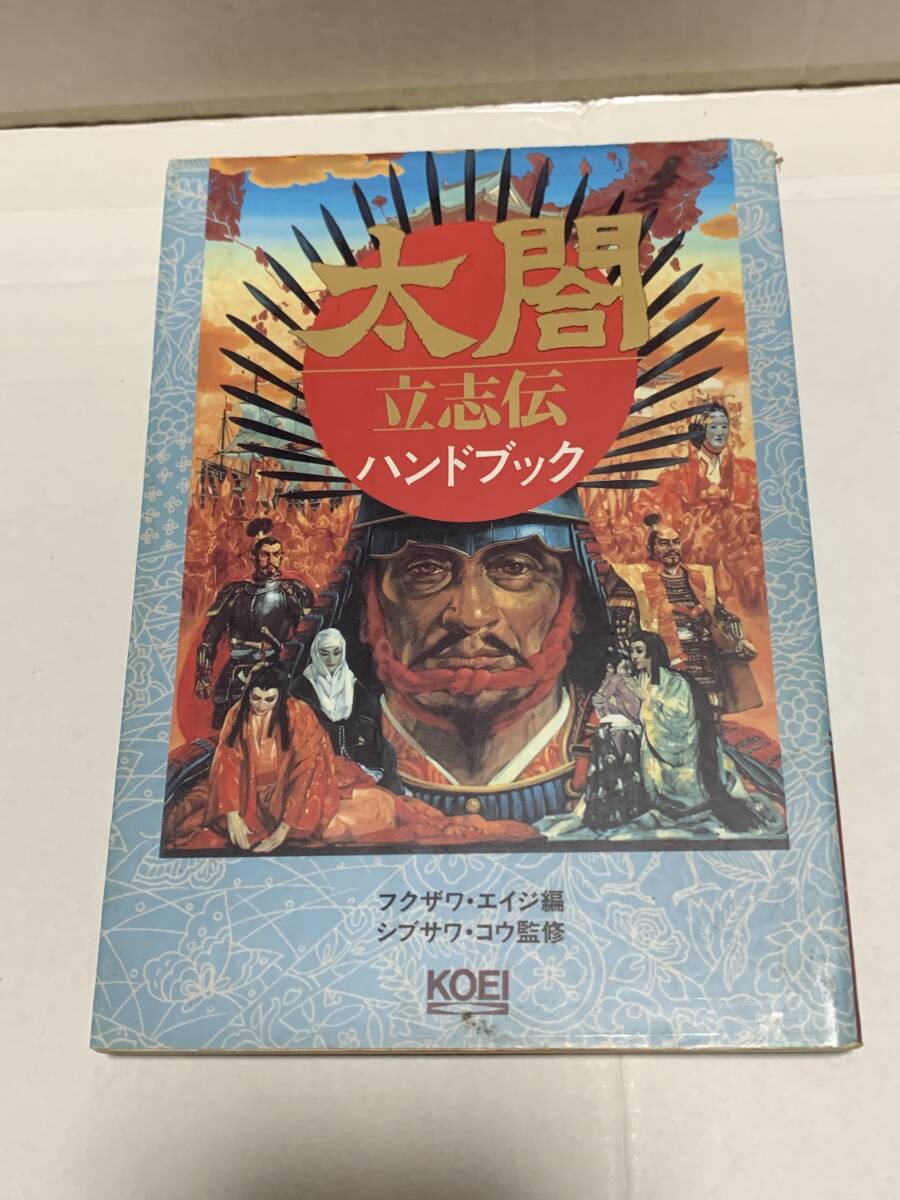 太閤
立志伝
ハンドブック
フクザワ・エイジ編
シブサワ・コウ監修
KOEI